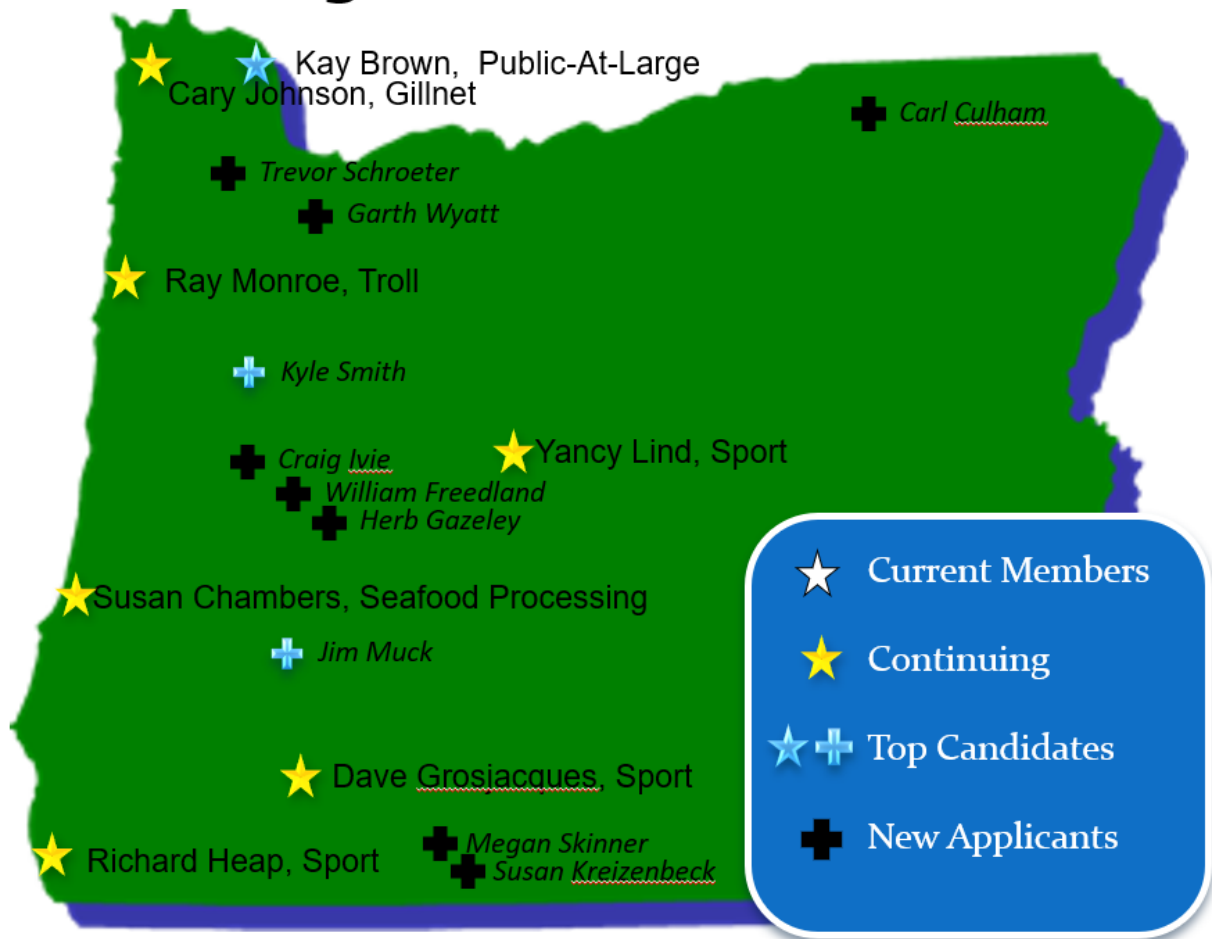 Kay Brown, Public-At-Large
Cary Johnson, Gillnet
Carl Culham
Trevor Schroeter
Garth Wyatt
Ray Monroe, Troll
Kyle Smith
Yancy Lind, Sport
Craig Ivie
William Freedland
Herb Gazeley
Susan Chambers, Seafood Processing
Jim Muck
Dave Grosjacques, Sport
Megan Skinner
Richard Heap, Sport
Susan Kreizenbeck
Current Members
Continuing
Top Candidates
New Applicants